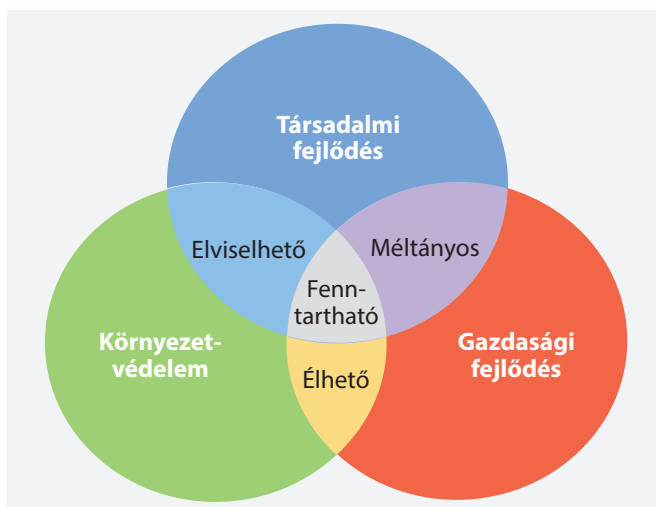 Társadalmi
fejlődés
Elviselhető
Méltányos
Fenn-
tartható
Környezet-
védelem
Gazdasági
fejlődés
Élhető